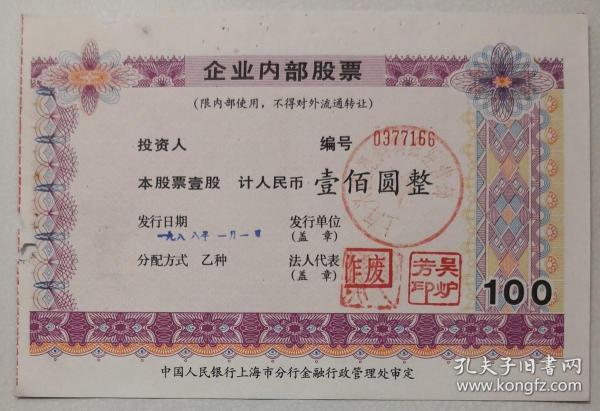 企业内部股票
(限内部使用，不得对外流通转让)
投资人 编号 0377166
本股票壹股 计人民币 壹佰圆整
发行日期 一九八八年一月一日 发行单位
(盖 章)
分配方式 乙种 法人代表
(盖 章)
作废
吴炉芳印
100
中国人民银行上海市分行金融行政管理处审定
孔夫子旧书网
www.kongfz.com